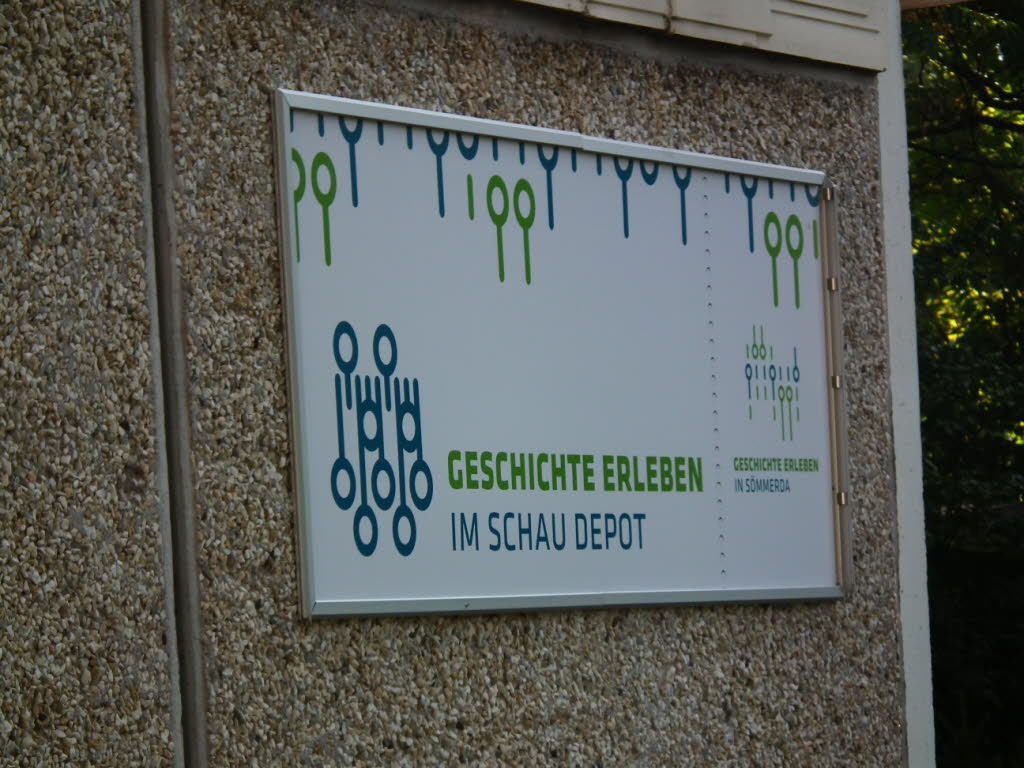 GESCHICHTE ERLEBEN
IM SCHAU DEPOT
GESCHICHTE ERLEBEN
IN SÖMMERDA